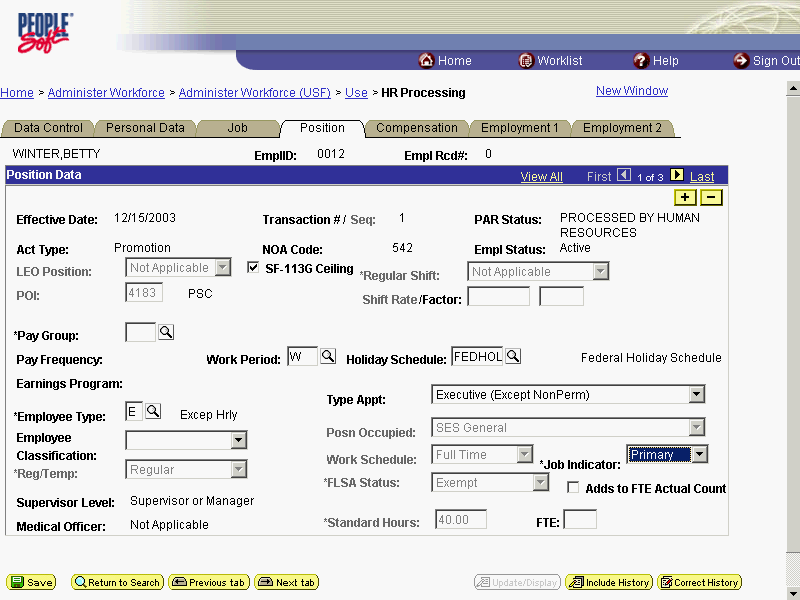 PEOPLE Soft
Home Worklist Help Sign Out
Home > Administer Workforce > Administer Workforce (USF) > Use > HR Processing New Window
Data Control Personal Data Job Position Compensation Employment 1 Employment 2
WINTER,BETTY EmplID: 0012 Empl Rcd#: 0
Position Data View All First 1 of 3 Last
Effective Date: 12/15/2003 Transaction # / Seq: 1 PAR Status: PROCESSED BY HUMAN
RESOURCES
Act Type: Promotion NOA Code: 542 Empl Status: Active
LEO Position: Not Applicable SF-113G Ceiling *Regular Shift: Not Applicable
POI: 4183 PSC Shift Rate/Factor:
*Pay Group:
Pay Frequency: Work Period: W Holiday Schedule: FEDHOL Federal Holiday Schedule
Earnings Program:
Type Appt: Executive (Except NonPerm)
*Employee Type: E Excep Hrly
Posn Occupied: SES General
Employee
Classification:
Work Schedule: Full Time *Job Indicator: Primary
*Reg/Temp: Regular
*FLSA Status: Exempt Adds to FTE Actual Count
Supervisor Level: Supervisor or Manager
Medical Officer: Not Applicable *Standard Hours: 40.00 FTE:
Save Return to Search Previous tab Next tab Update/Display Include History Correct History